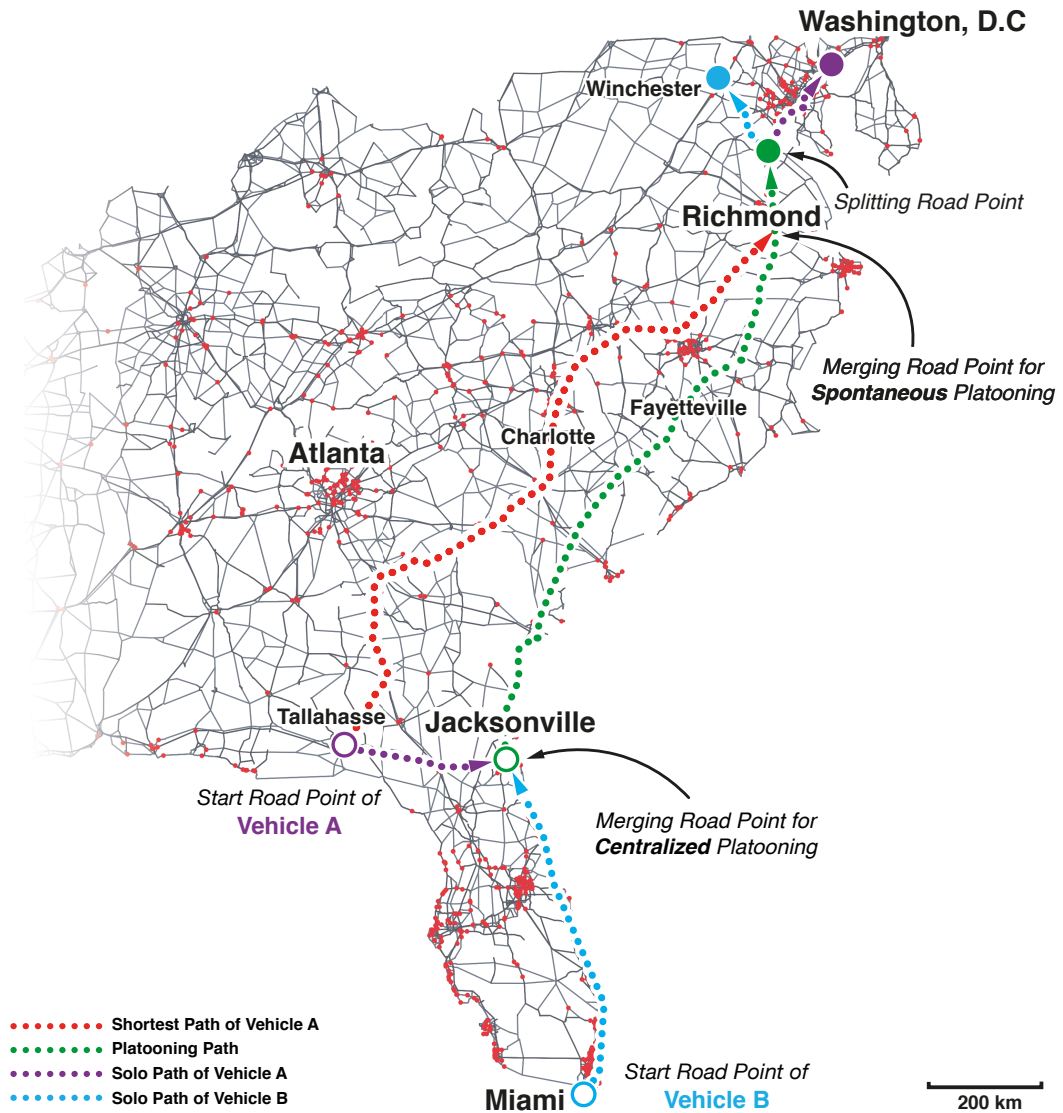 Washington, D.C
Winchester
Splitting Road Point
Richmond
Merging Road Point for
Spontaneous Platooning
Fayetteville
Charlotte
Atlanta
Tallahasse
Jacksonville
Start Road Point of
Vehicle A
Merging Road Point for
Centralized Platooning
Shortest Path of Vehicle A
Platooning Path
Solo Path of Vehicle A
Solo Path of Vehicle B
Miami
Start Road Point of
Vehicle B
200 km